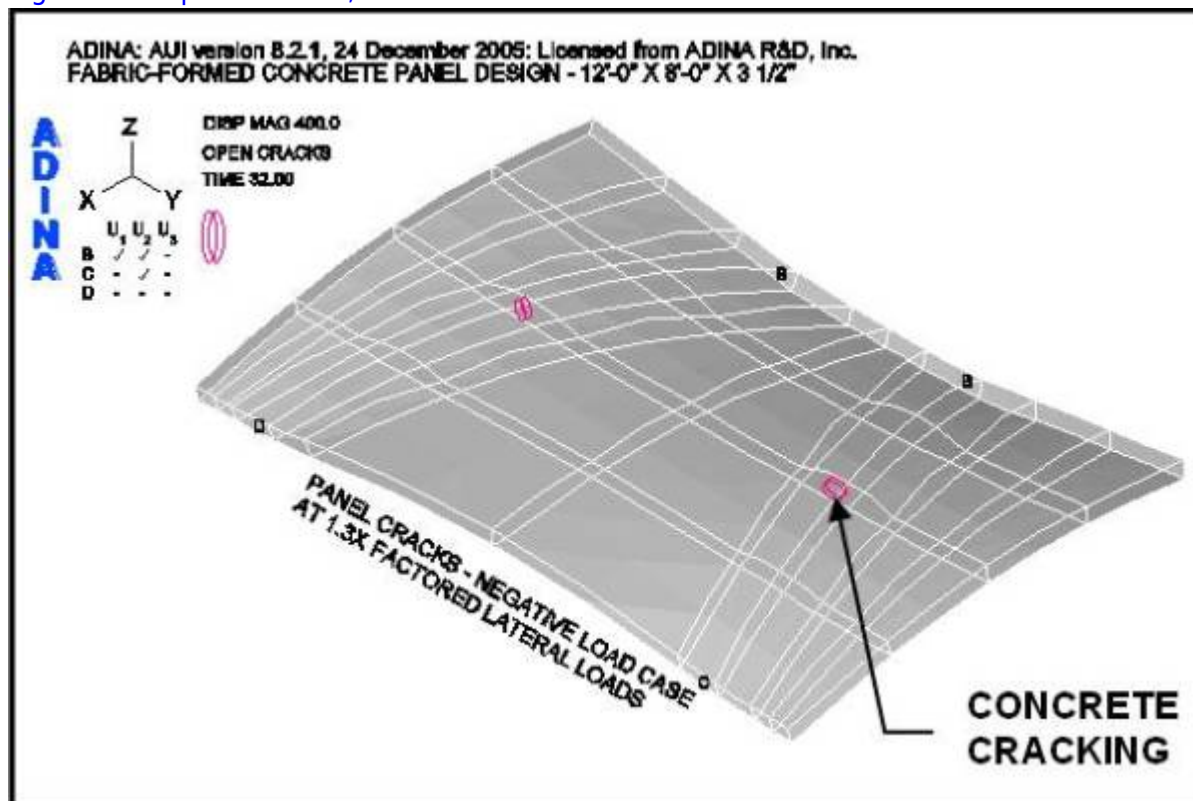 ADINA: AUI version 8.2.1, 24 December 2005: Licensed from ADINA R&D, Inc.
FABRIC-FORMED CONCRETE PANEL DESIGN - 12'-0" X 8'-0" X 3 1/2"
ADINA
Z
X
Y
U1 U2 U3
B ✓ ✓ -
C - ✓ -
D - - -
DISP MAG 400.0
OPEN CRACKS
TIME 32.00
B
B
D
C
PANEL CRACKS - NEGATIVE LOAD CASE
AT 1.3X FACTORED LATERAL LOADS
CONCRETE
CRACKING